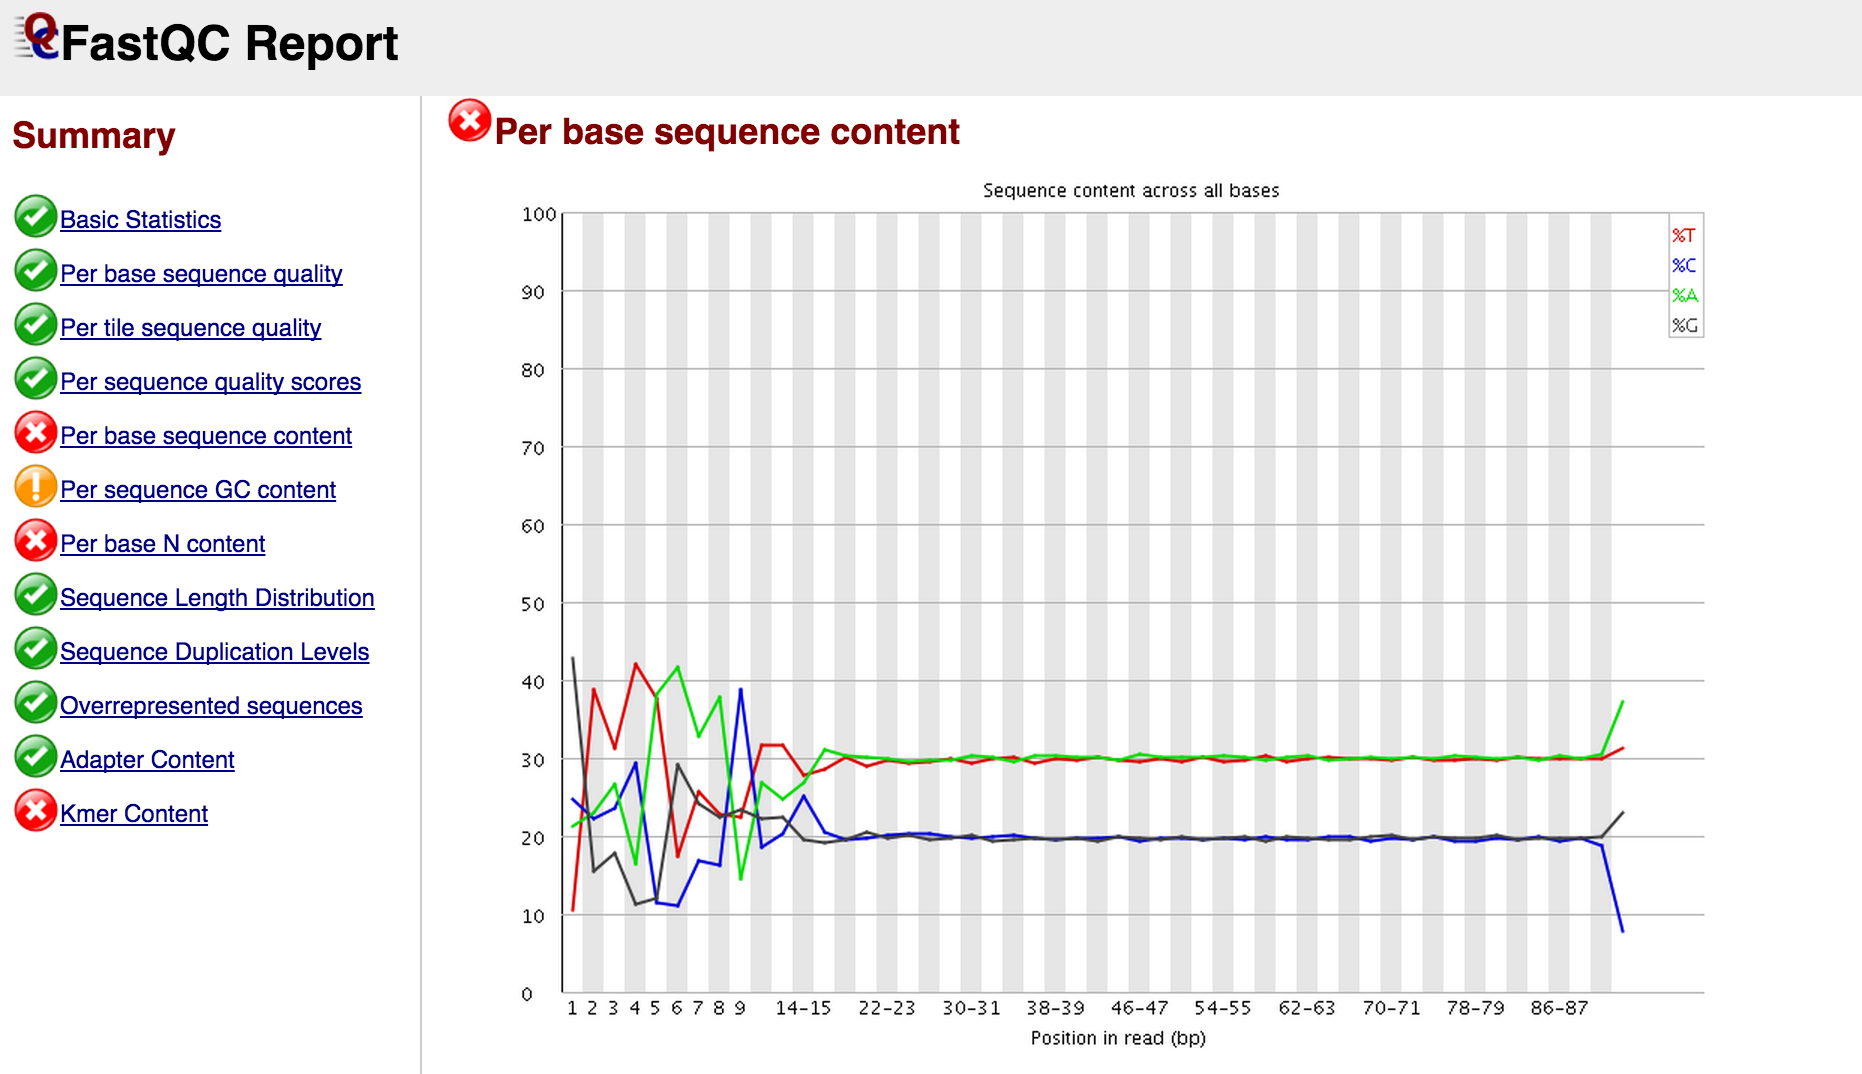 FastQC Report
Summary
Basic Statistics
Per base sequence quality
Per tile sequence quality
Per sequence quality scores
Per base sequence content
Per sequence GC content
Per base N content
Sequence Length Distribution
Sequence Duplication Levels
Overrepresented sequences
Adapter Content
Kmer Content
Per base sequence content
Sequence content across all bases
%T
%C
%A
%G
100
90
80
70
60
50
40
30
20
10
0
1 2 3 4 5 6 7 8 9 14-15 22-23 30-31 38-39 46-47 54-55 62-63 70-71 78-79 86-87
Position in read (bp)